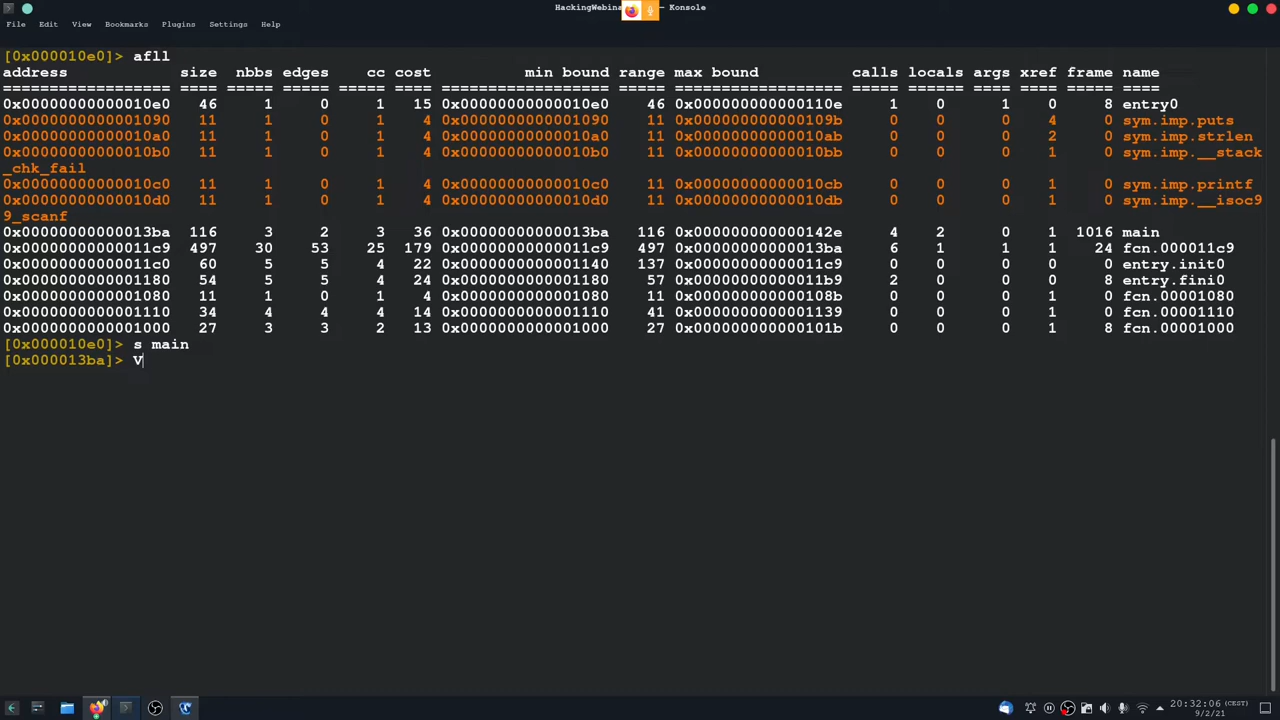 HackingWebina — Konsole
File Edit View Bookmarks Plugins Settings Help
[0x000010e0]> afll
address size nbbs edges cc cost min bound range max bound calls locals args xref frame name
================== ===== ===== ===== ===== ==== ================== ===== ================== ===== ====== ==== ==== ===== ====
0x00000000000010e0 46 1 0 1 15 0x00000000000010e0 46 0x000000000000110e 1 0 1 0 8 entry0
0x0000000000001090 11 1 0 1 4 0x0000000000001090 11 0x000000000000109b 0 0 0 4 0 sym.imp.puts
0x00000000000010a0 11 1 0 1 4 0x00000000000010a0 11 0x00000000000010ab 0 0 0 2 0 sym.imp.strlen
0x00000000000010b0 11 1 0 1 4 0x00000000000010b0 11 0x00000000000010bb 0 0 0 1 0 sym.imp.__stack
_chk_fail
0x00000000000010c0 11 1 0 1 4 0x00000000000010c0 11 0x00000000000010cb 0 0 0 1 0 sym.imp.printf
0x00000000000010d0 11 1 0 1 4 0x00000000000010d0 11 0x00000000000010db 0 0 0 1 0 sym.imp.__isoc9
9_scanf
0x00000000000013ba 116 3 2 3 36 0x00000000000013ba 116 0x000000000000142e 4 2 0 1 1016 main
0x00000000000011c9 497 30 53 25 179 0x00000000000011c9 497 0x00000000000013ba 6 1 1 1 24 fcn.000011c9
0x00000000000011c0 60 5 5 4 22 0x0000000000001140 137 0x00000000000011c9 0 0 0 1 0 entry.init0
0x0000000000001180 54 5 5 4 24 0x0000000000001180 57 0x00000000000011b9 2 0 0 0 8 entry.fini0
0x0000000000001080 11 1 0 1 4 0x0000000000001080 11 0x000000000000108b 0 0 0 1 0 fcn.00001080
0x0000000000001110 34 4 4 4 14 0x0000000000001110 41 0x0000000000001139 0 0 0 1 0 fcn.00001110
0x0000000000001000 27 3 3 2 13 0x0000000000001000 27 0x000000000000101b 0 0 0 1 8 fcn.00001000
[0x000010e0]> s main
[0x000013ba]> V
20:32:06 (CEST)
9/2/21